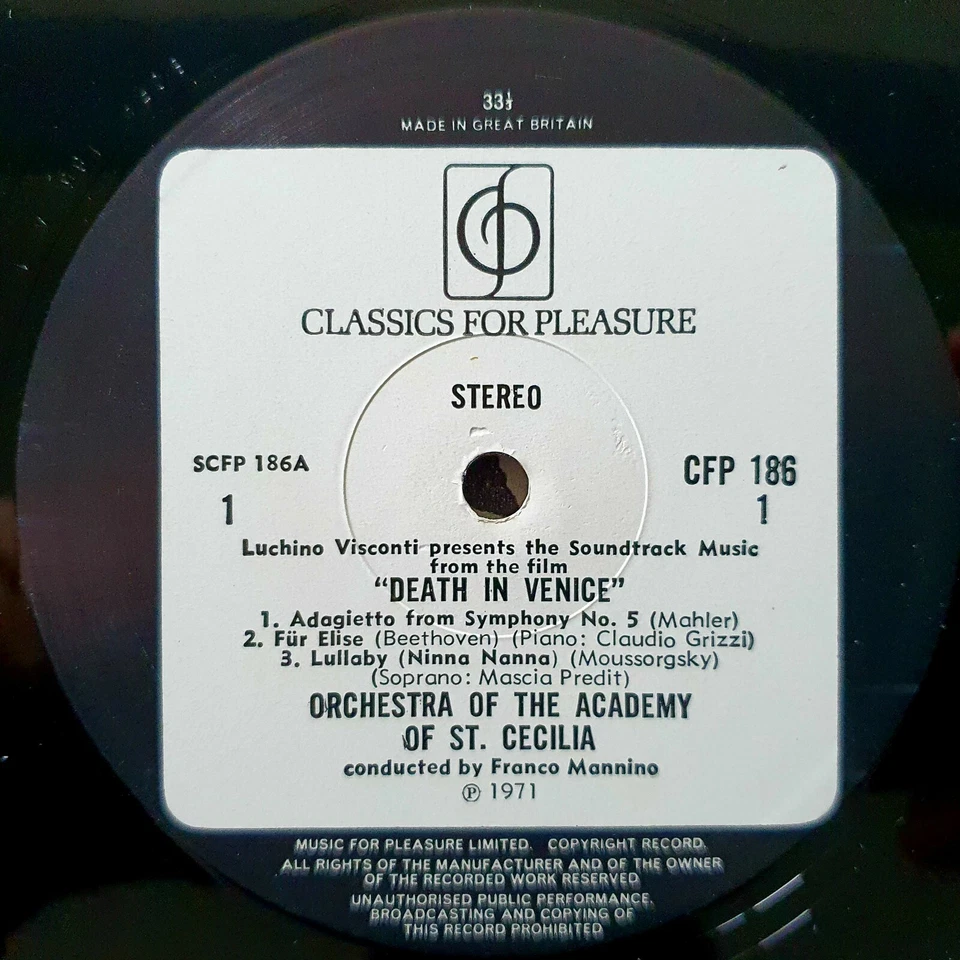 33⅓
MADE IN GREAT BRITAIN
CLASSICS FOR PLEASURE
STEREO
SCFP 186A
CFP 186
1
1
Luchino Visconti presents the Soundtrack Music
from the film
“DEATH IN VENICE”
1. Adagietto from Symphony No. 5 (Mahler)
2. Für Elise (Beethoven) (Piano: Claudio Grizzi)
3. Lullaby (Ninna Nanna) (Moussorgsky)
(Soprano: Mascia Predit)
ORCHESTRA OF THE ACADEMY
OF ST. CECILIA
conducted by Franco Mannino
℗ 1971
MUSIC FOR PLEASURE LIMITED. COPYRIGHT RECORD.
ALL RIGHTS OF THE MANUFACTURER AND OF THE OWNER
OF THE RECORDED WORK RESERVED
UNAUTHORISED PUBLIC PERFORMANCE,
BROADCASTING AND COPYING OF
THIS RECORD PROHIBITED